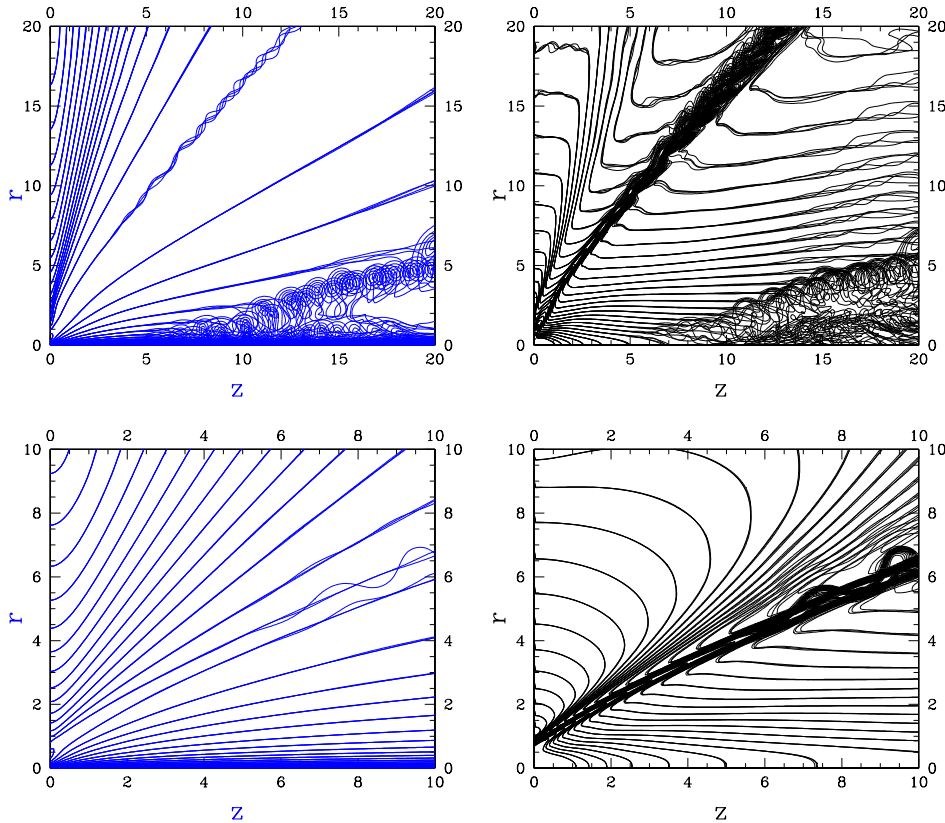 0 5 10 15 20 0 5 10 15 20
20 20 20 20
15 15 15 15
r 10 10 r 10 10
5 5 5 5
0 0 0 0
0 5 10 15 20 0 5 10 15 20
z z
0 2 4 6 8 10 0 2 4 6 8 10
10 10 10 10
8 8 8 8
r 6 6 r 6 6
4 4 4 4
2 2 2 2
0 0 0 0
0 2 4 6 8 10 0 2 4 6 8 10
z z